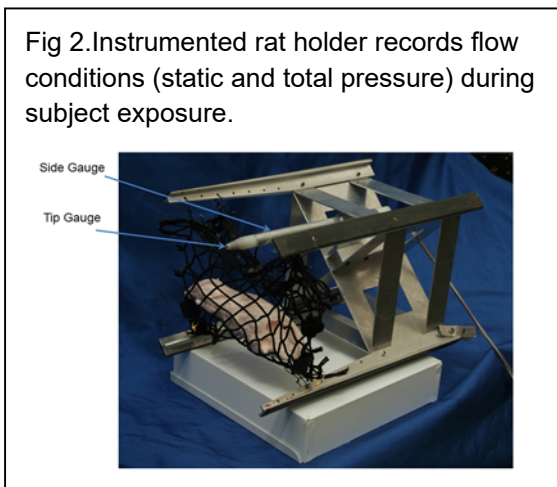 Fig 2.Instrumented rat holder records flow
conditions (static and total pressure) during
subject exposure.
Side Gauge
Tip Gauge